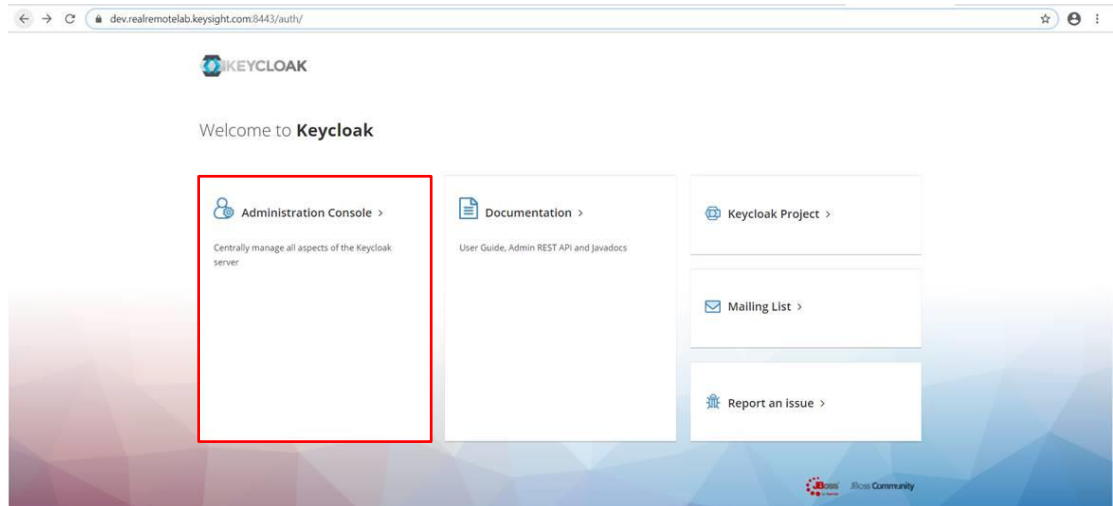 dev.realremotelab.keysight.com:8443/auth/
KEYCLOAK
Welcome to Keycloak
Administration Console >
Centrally manage all aspects of the Keycloak
server
Documentation >
User Guide, Admin REST API and Javadocs
Keycloak Project >
Mailing List >
Report an issue >
JBoss JBoss Community